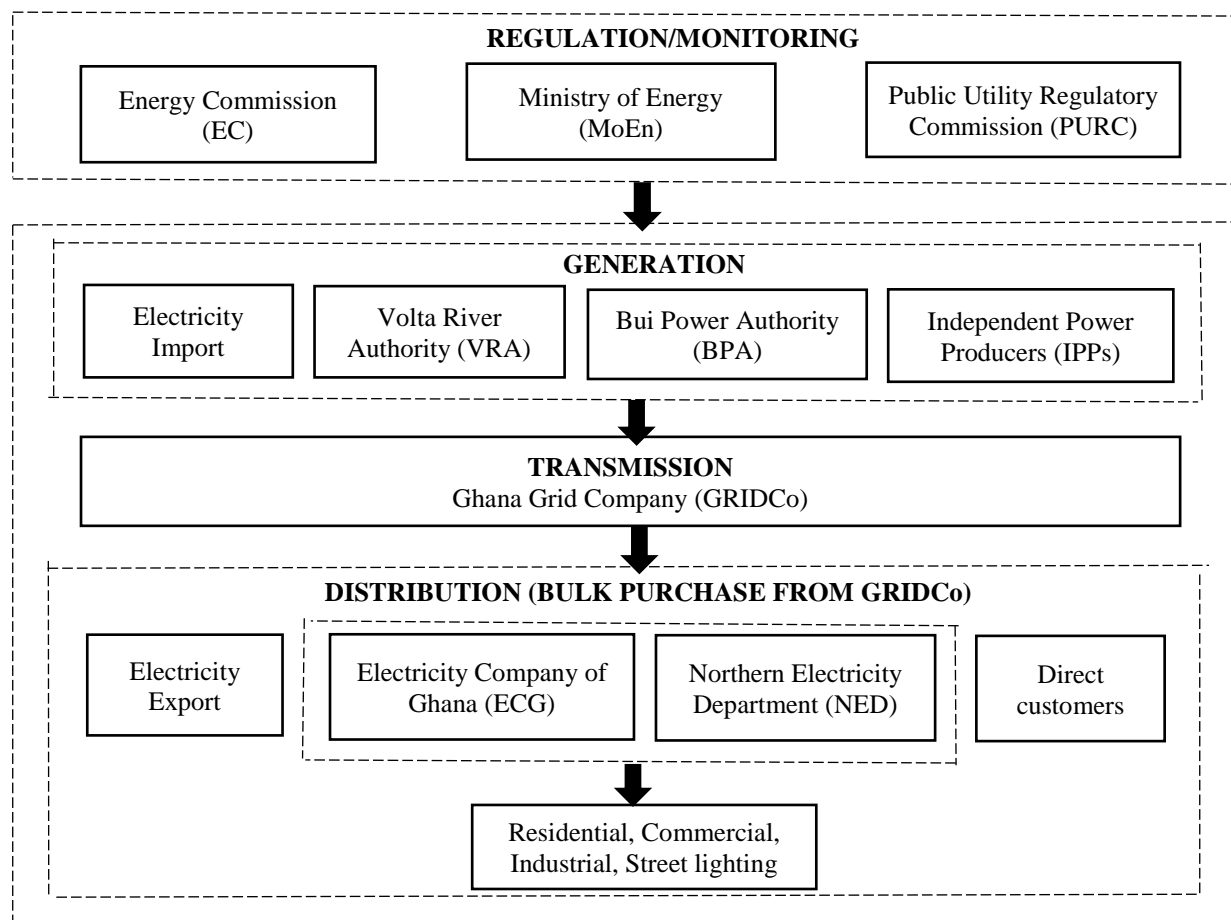 REGULATION/MONITORING
Energy Commission
(EC)
Ministry of Energy
(MoEn)
Public Utility Regulatory
Commission (PURC)
GENERATION
Electricity
Import
Volta River
Authority (VRA)
Bui Power Authority
(BPA)
Independent Power
Producers (IPPs)
TRANSMISSION
Ghana Grid Company (GRIDCo)
DISTRIBUTION (BULK PURCHASE FROM GRIDCo)
Electricity
Export
Electricity Company of
Ghana (ECG)
Northern Electricity
Department (NED)
Direct
customers
Residential, Commercial,
Industrial, Street lighting